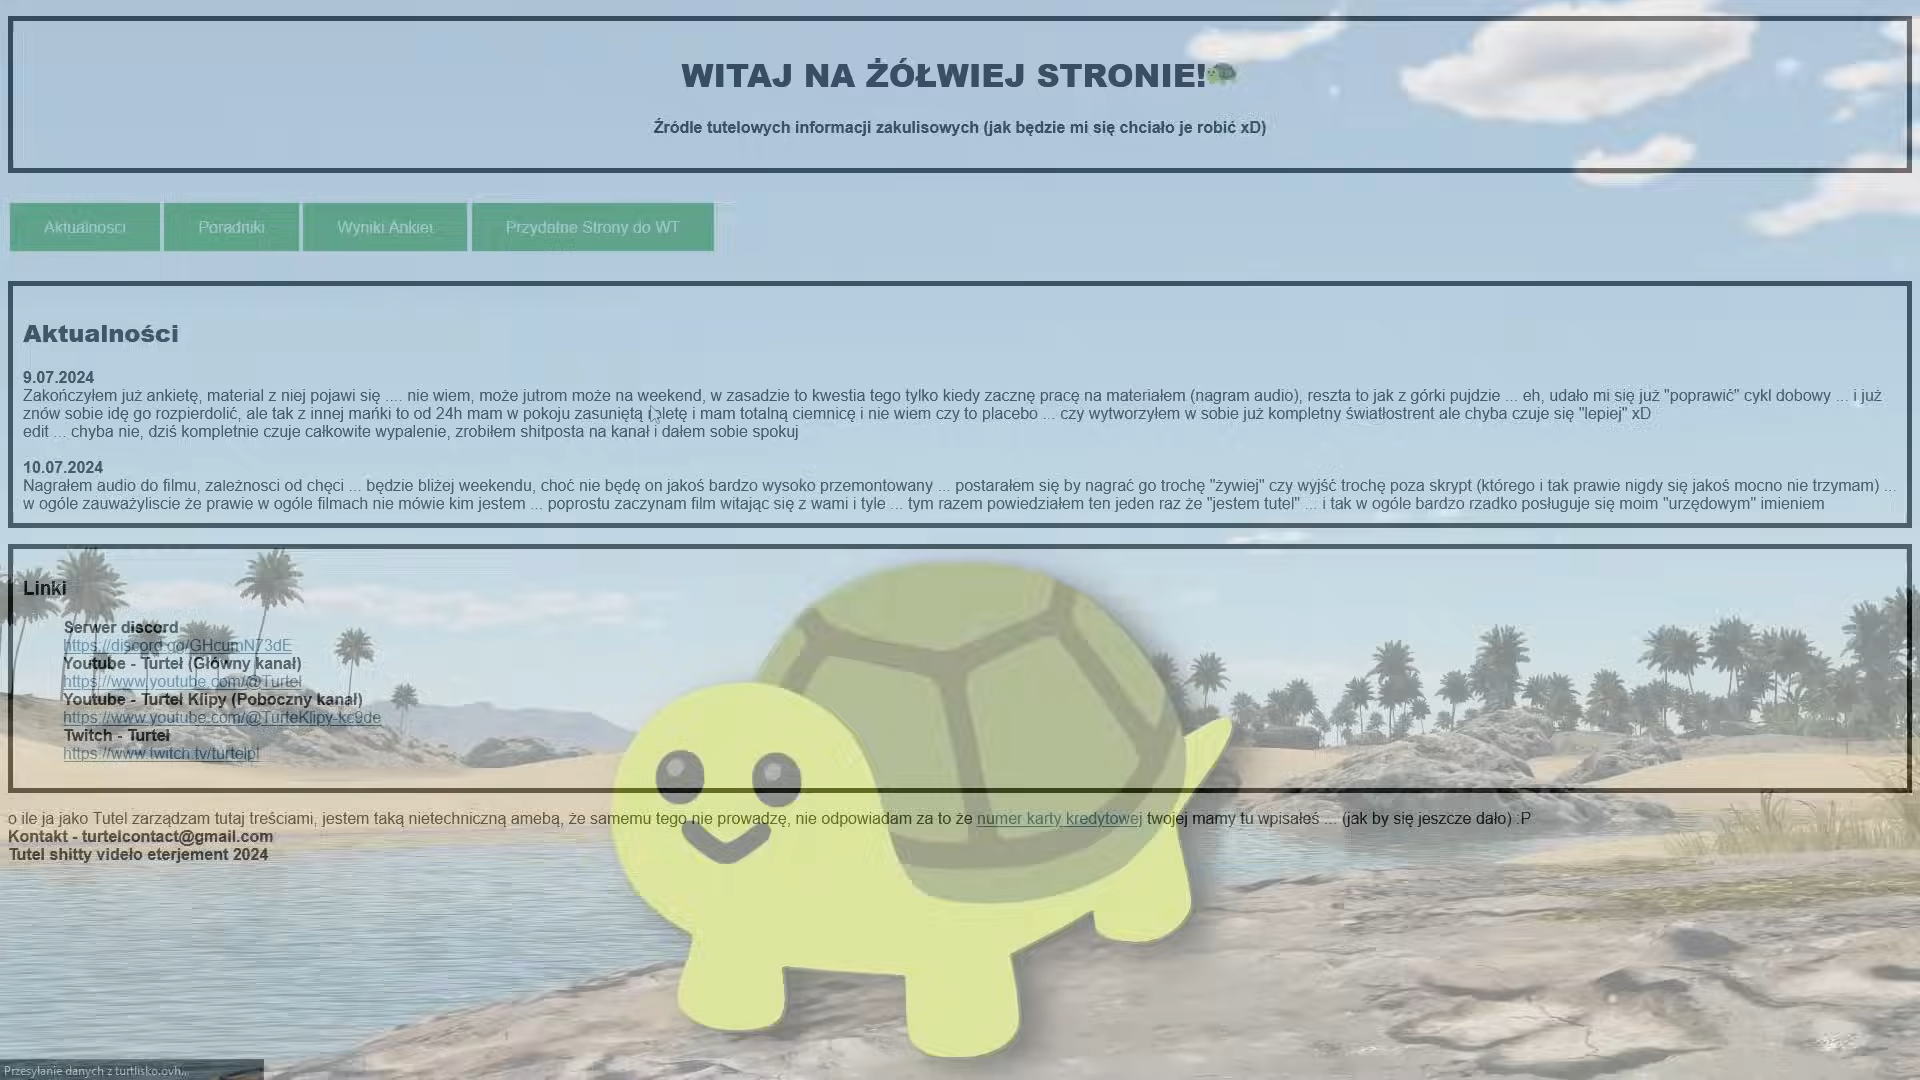 WITAJ NA ŻÓŁWIEJ STRONIE!🐢
Źródle tutelowych informacji zakulisowych (jak będzie mi się chciało je robić xD)
Aktualnosci
Poradniki
Wyniki Ankiet
Przydatne Strony do WT
Aktualności
9.07.2024
Zakończyłem już ankietę, material z niej pojawi się .... nie wiem, może jutrom może na weekend, w zasadzie to kwestia tego tylko kiedy zacznę pracę na materiałem (nagram audio), reszta to jak z górki pujdzie ... eh, udało mi się już "poprawić" cykl dobowy ... i już
znów sobie idę go rozpierdolić, ale tak z innej mańki to od 24h mam w pokoju zasuniętą roletę i mam totalną ciemnicę i nie wiem czy to placebo ... czy wytworzyłem w sobie już kompletny światłostrent ale chyba czuje się "lepiej" xD
edit ... chyba nie, dziś kompletnie czuje całkowite wypalenie, zrobiłem shitposta na kanał i dałem sobie spokuj
10.07.2024
Nagrałem audio do filmu, zależnosci od chęci ... będzie bliżej weekendu, choć nie będę on jakoś bardzo wysoko przemontowany ... postarałem się by nagrać go trochę "żywiej" czy wyjść trochę poza skrypt (którego i tak prawie nigdy się jakoś mocno nie trzymam) ...
w ogóle zauważyliscie że prawie w ogóle filmach nie mówie kim jestem ... poprostu zaczynam film witając się z wami i tyle ... tym razem powiedziałem ten jeden raz że "jestem tutel" ... i tak w ogóle bardzo rzadko posługuje się moim "urzędowym" imieniem
Linki
Serwer discord
https://discord.gg/GHcumN73dE
Youtube - Turteł (Główny kanał)
https://www.youtube.com/@Turtel
Youtube - Turteł Klipy (Poboczny kanał)
https://www.youtube.com/@TurteKlipy-kc9de
Twitch - Turteł
https://www.twitch.tv/turtelpl
o ile ja jako Tutel zarządzam tutaj treściami, jestem taką nietechniczną amebą, że samemu tego nie prowadzę, nie odpowiadam za to że numer karty kredytowej twojej mamy tu wpisałeś ... (jak by się jeszcze dało) :P
Kontakt - turtelcontact@gmail.com
Tutel shitty videło eterjement 2024
Przesyłanie danych z turtlisko.ovh...